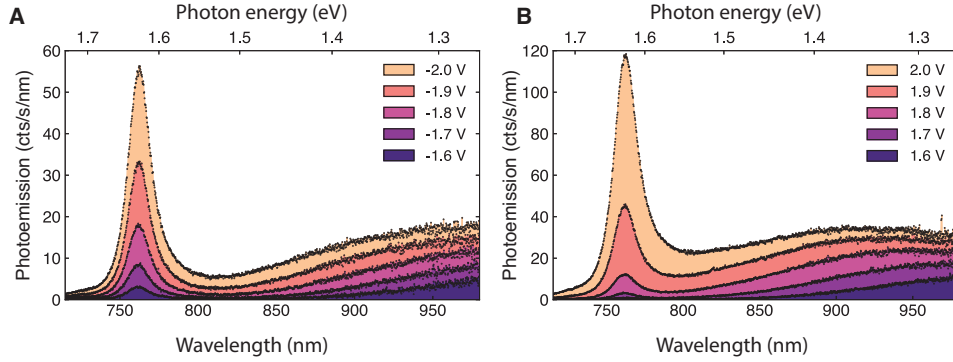 A
Photon energy (eV)
1.7 1.6 1.5 1.4 1.3
60
50
40
30
20
10
0
Photoemission (cts/s/nm)
-2.0 V
-1.9 V
-1.8 V
-1.7 V
-1.6 V
750 800 850 900 950
Wavelength (nm)
B
Photon energy (eV)
1.7 1.6 1.5 1.4 1.3
120
100
80
60
40
20
0
Photoemission (cts/s/nm)
2.0 V
1.9 V
1.8 V
1.7 V
1.6 V
750 800 850 900 950
Wavelength (nm)